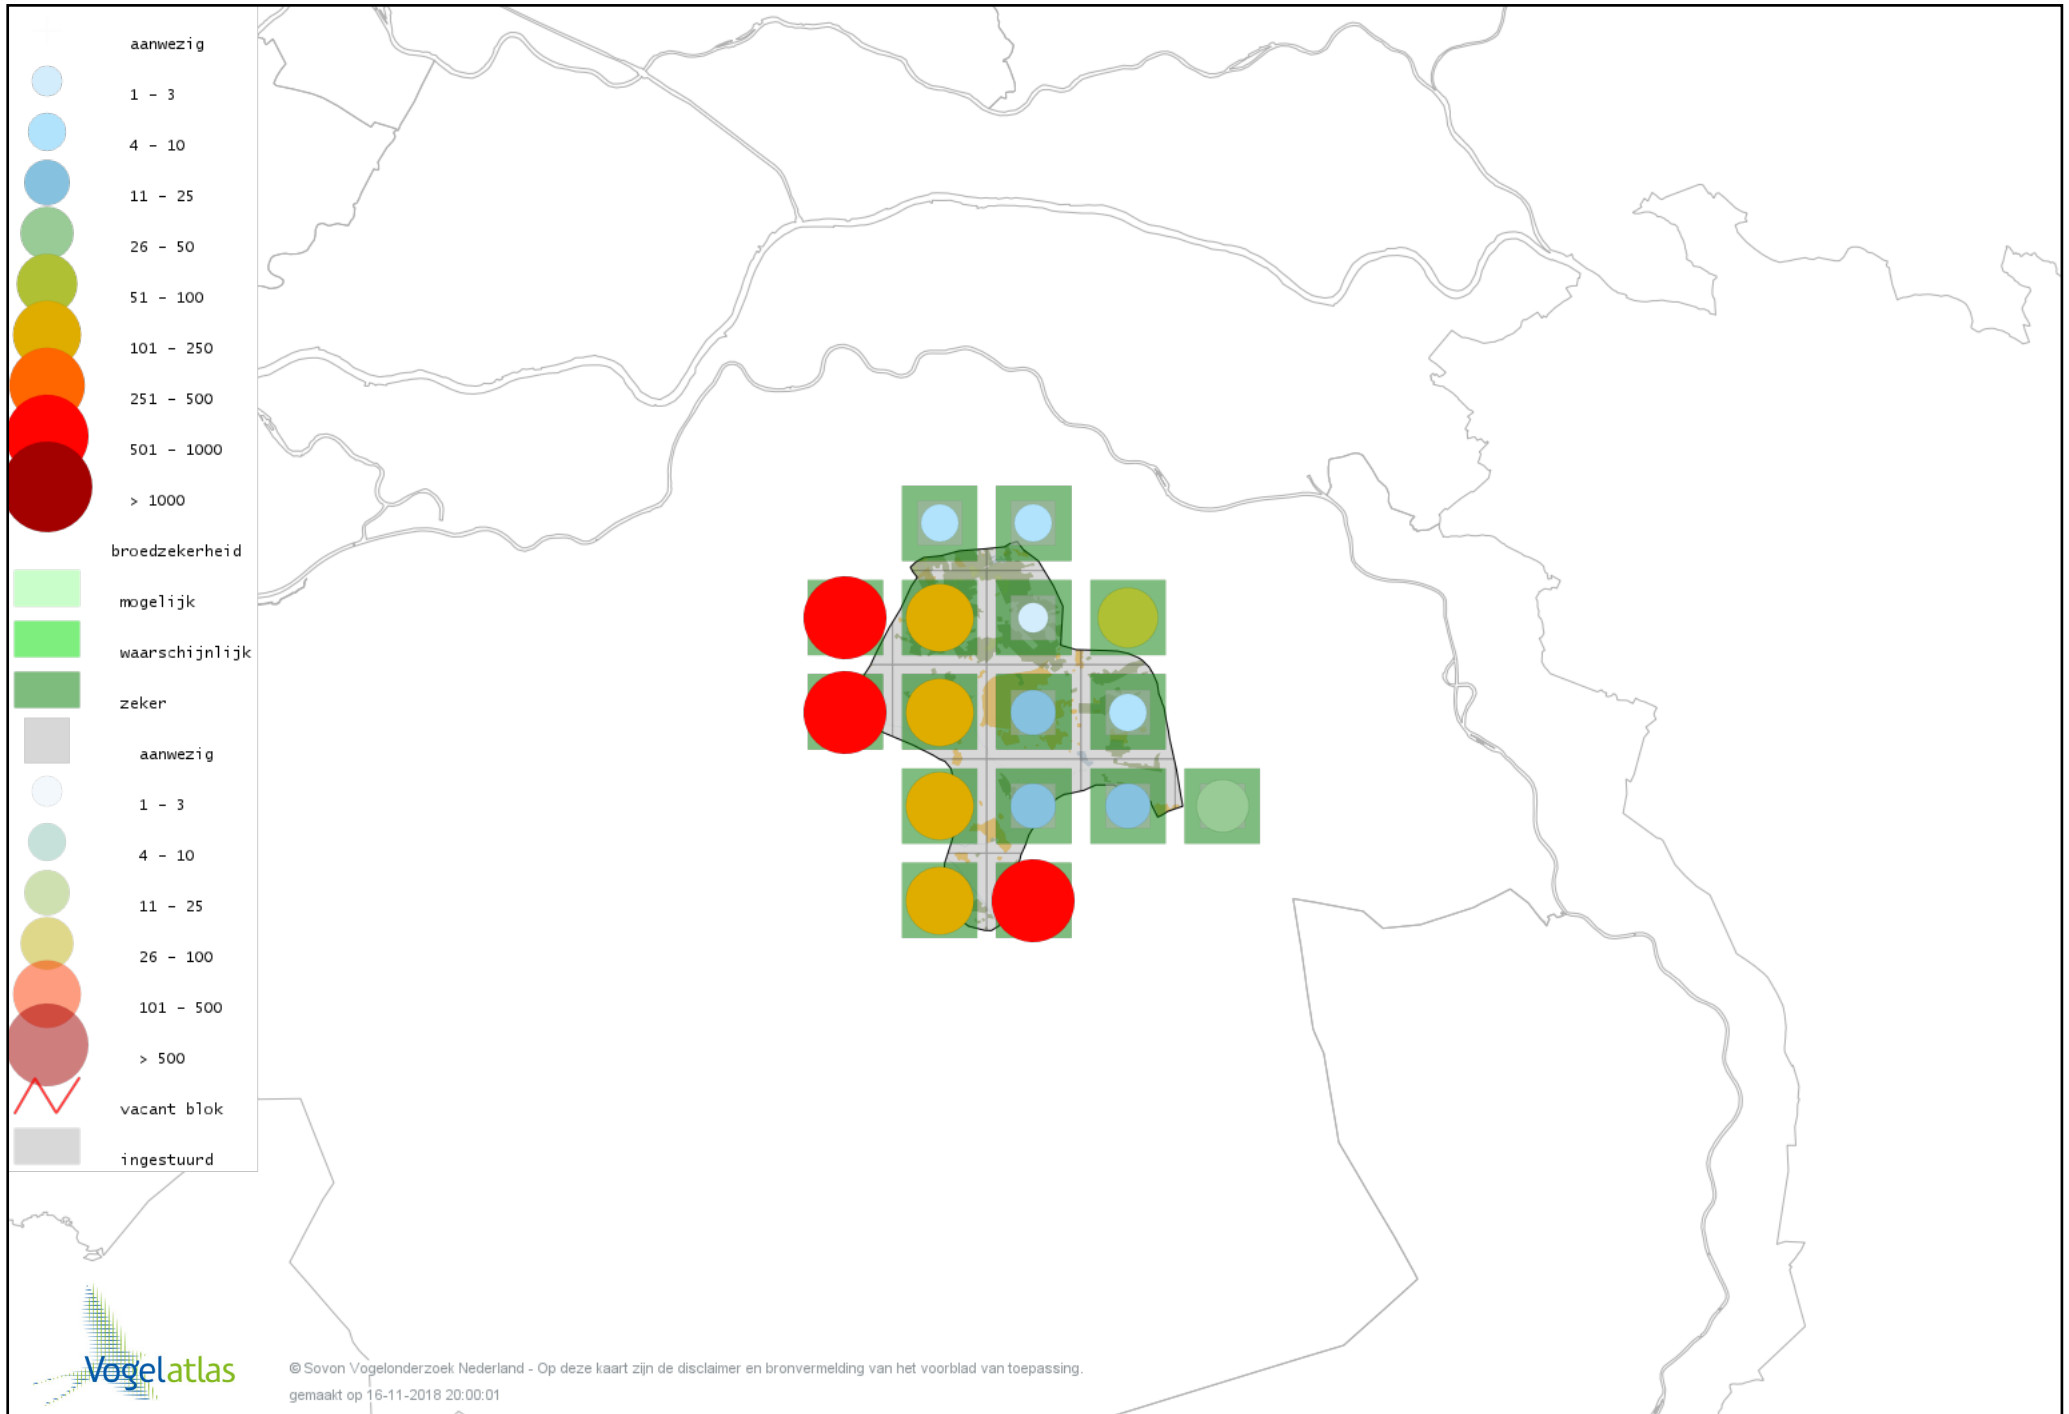 aanwezig
1 - 3
4 - 10
11 - 25
26 - 50
51 - 100
101 - 250
251 - 500
501 - 1000
> 1000
broedzekerheid
mogelijk
waarschijnlijk
zeker
aanwezig
1 - 3
4 - 10
11 - 25
26 - 100
101 - 500
> 500
vacant blok
ingestuurd
Vogelatlas
© Sovon Vogelonderzoek Nederland - Op deze kaart zijn de disclaimer en bronvermelding van het voorblad van toepassing.
gemaakt op 16-11-2018 20:00:01